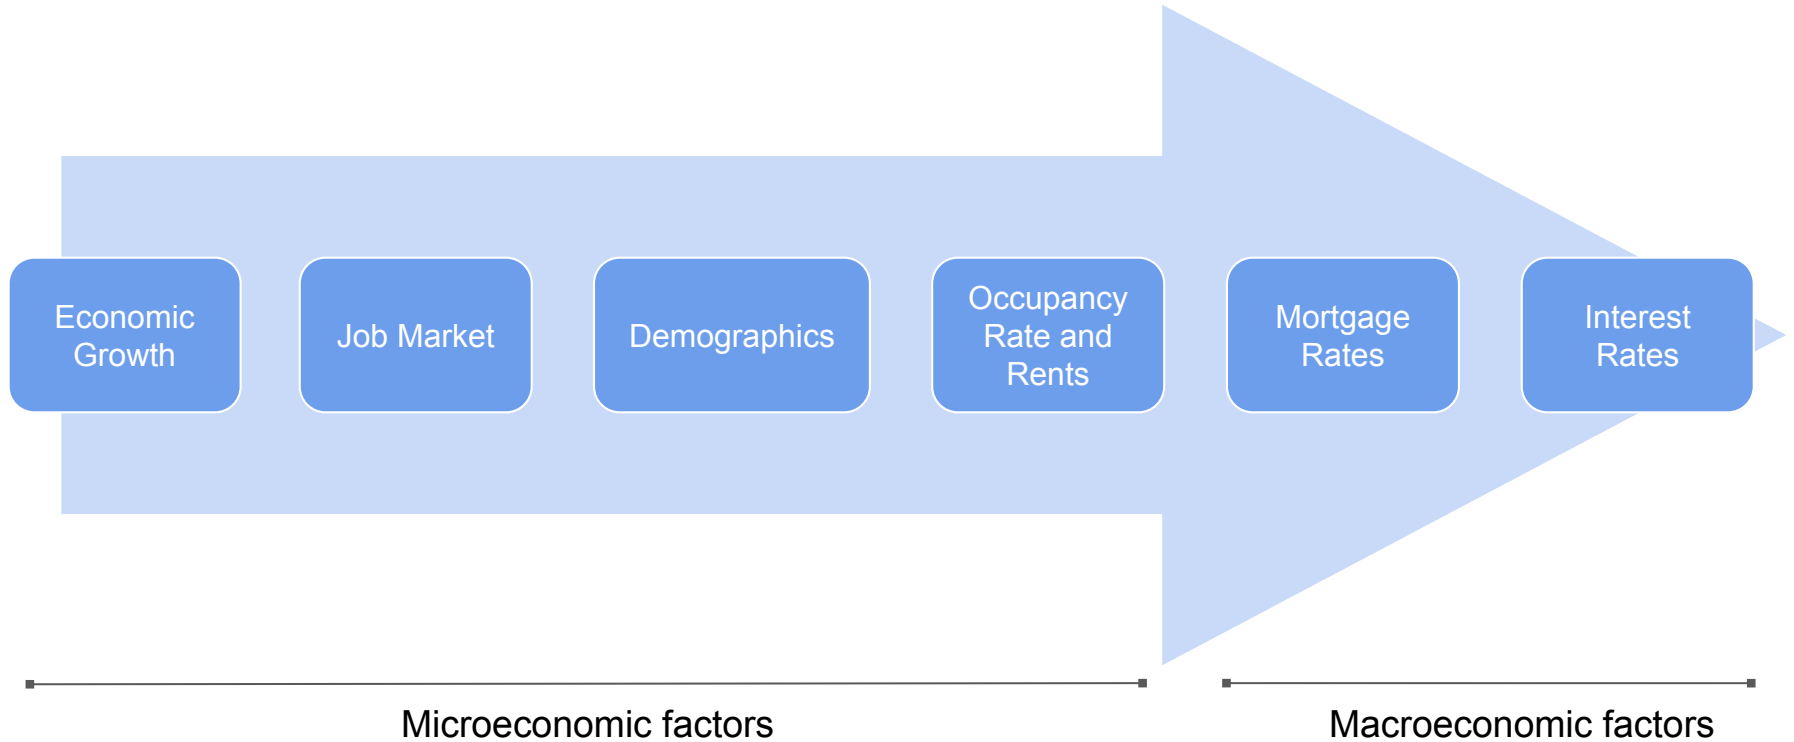 Economic
Growth
Job Market
Demographics
Occupancy
Rate and
Rents
Mortgage
Rates
Interest
Rates
Microeconomic factors
Macroeconomic factors